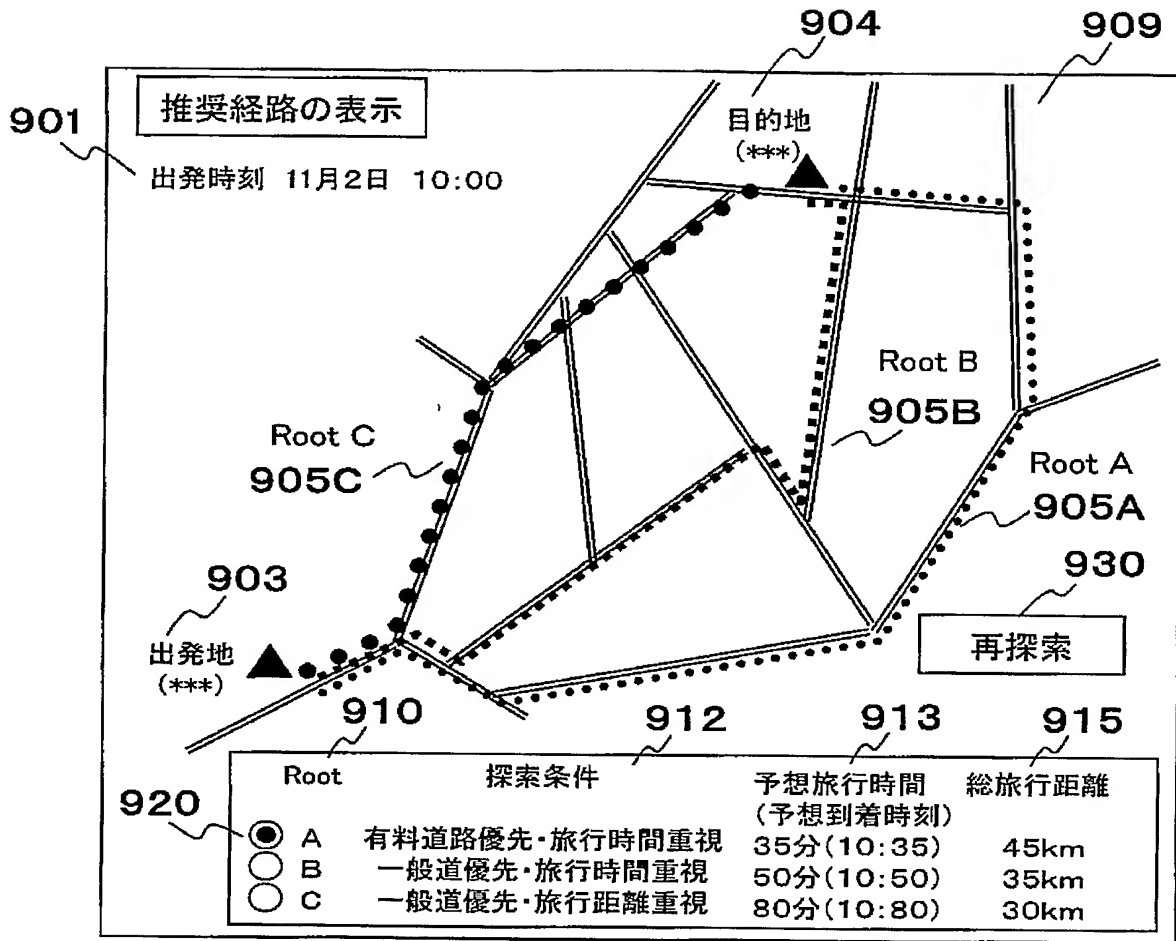 904
909
推奨経路の表示
901
出発時刻 11月2日 10:00
目的地
(***)
Root B
905B
Root C
905C
Root A
905A
903
930
出発地
(***)
再探索
910
912
913
915
Root 探索条件 予想旅行時間 総旅行距離
(予想到着時刻)
920
A 有料道路優先・旅行時間重視 35分(10:35) 45km
B 一般道優先・旅行時間重視 50分(10:50) 35km
C 一般道優先・旅行距離重視 80分(10:80) 30km